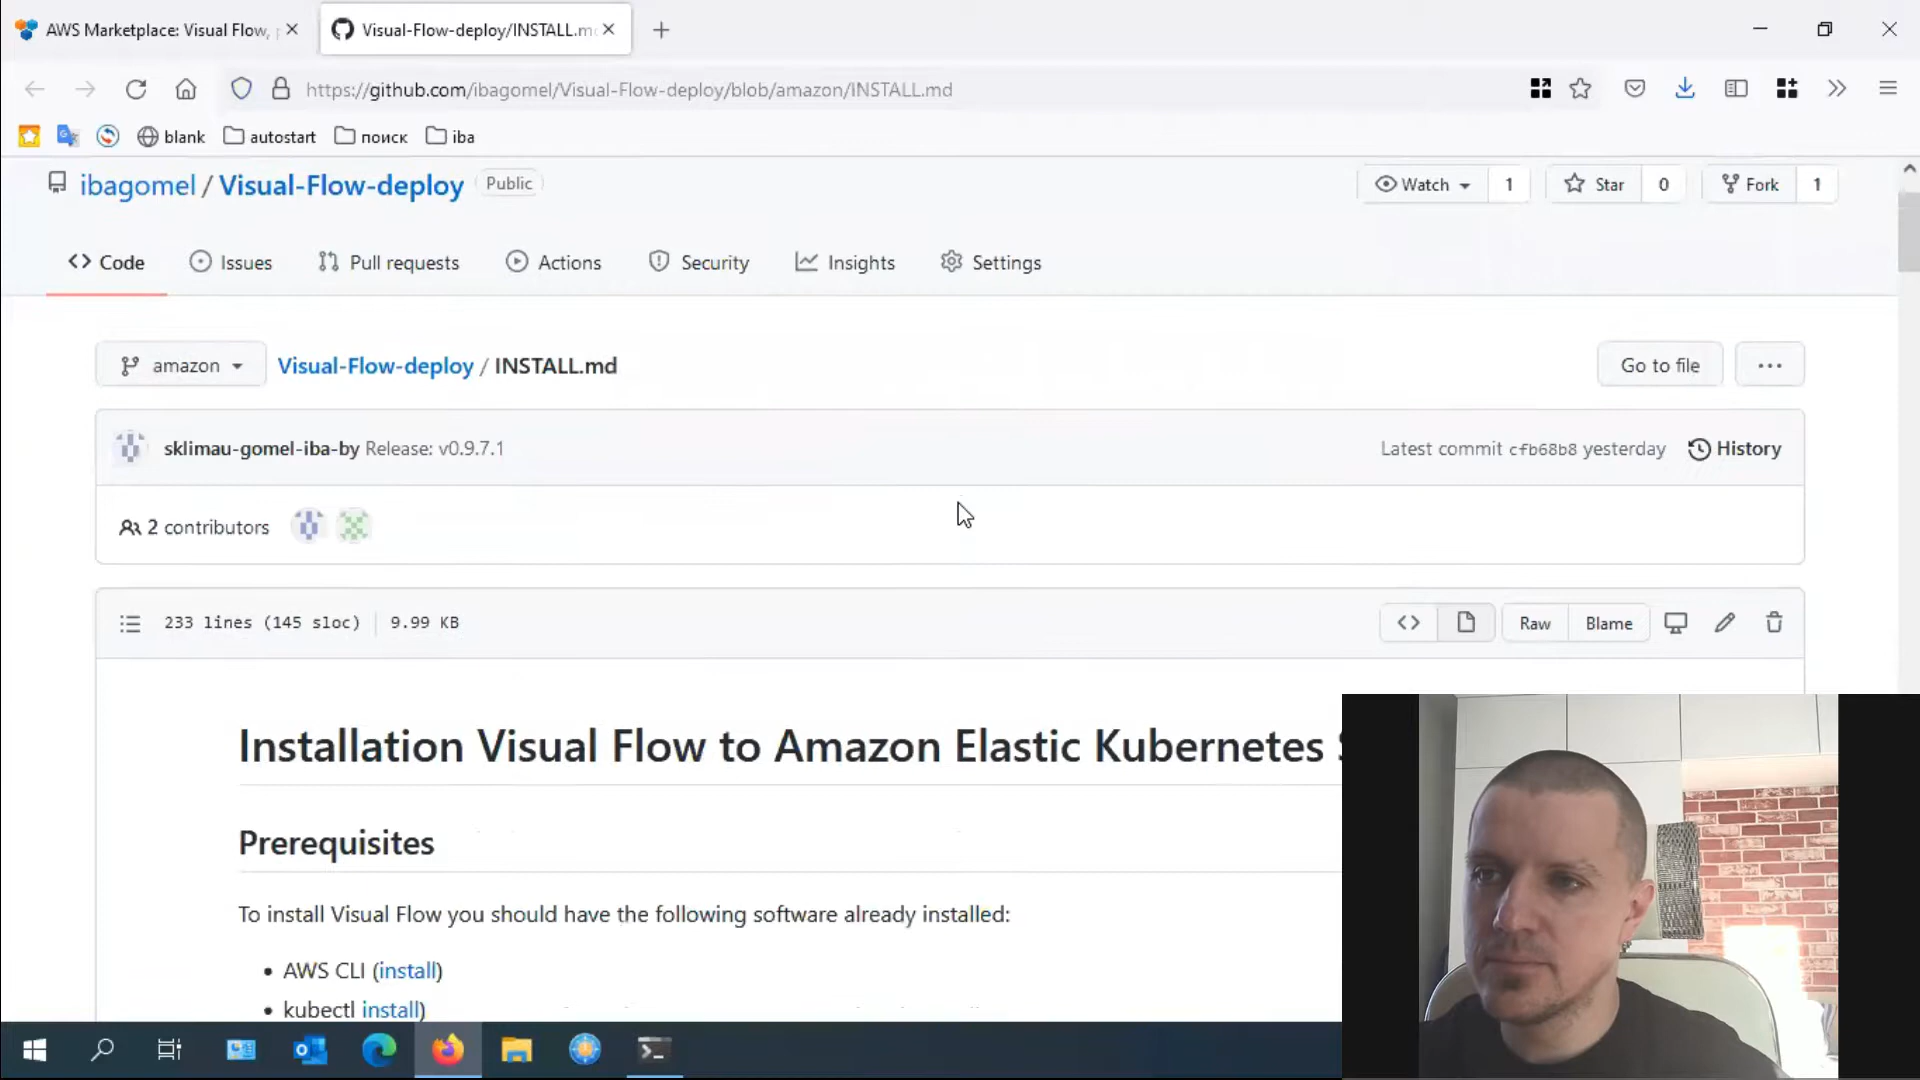 AWS Marketplace: Visual Flow,
Visual-Flow-deploy/INSTALL.m
https://github.com/ibagomel/Visual-Flow-deploy/blob/amazon/INSTALL.md
blank
autostart
поиск
iba
ibagomel / Visual-Flow-deploy
Public
Watch
1
Star
0
Fork
1
Code
Issues
Pull requests
Actions
Security
Insights
Settings
amazon
Visual-Flow-deploy / INSTALL.md
Go to file
sklimau-gomel-iba-by Release: v0.9.7.1
Latest commit cfb68b8 yesterday
History
2 contributors
233 lines (145 sloc)
9.99 KB
Raw
Blame
Installation Visual Flow to Amazon Elastic Kubernetes
Prerequisites
To install Visual Flow you should have the following software already installed:
• AWS CLI (install)
• kubectl install)